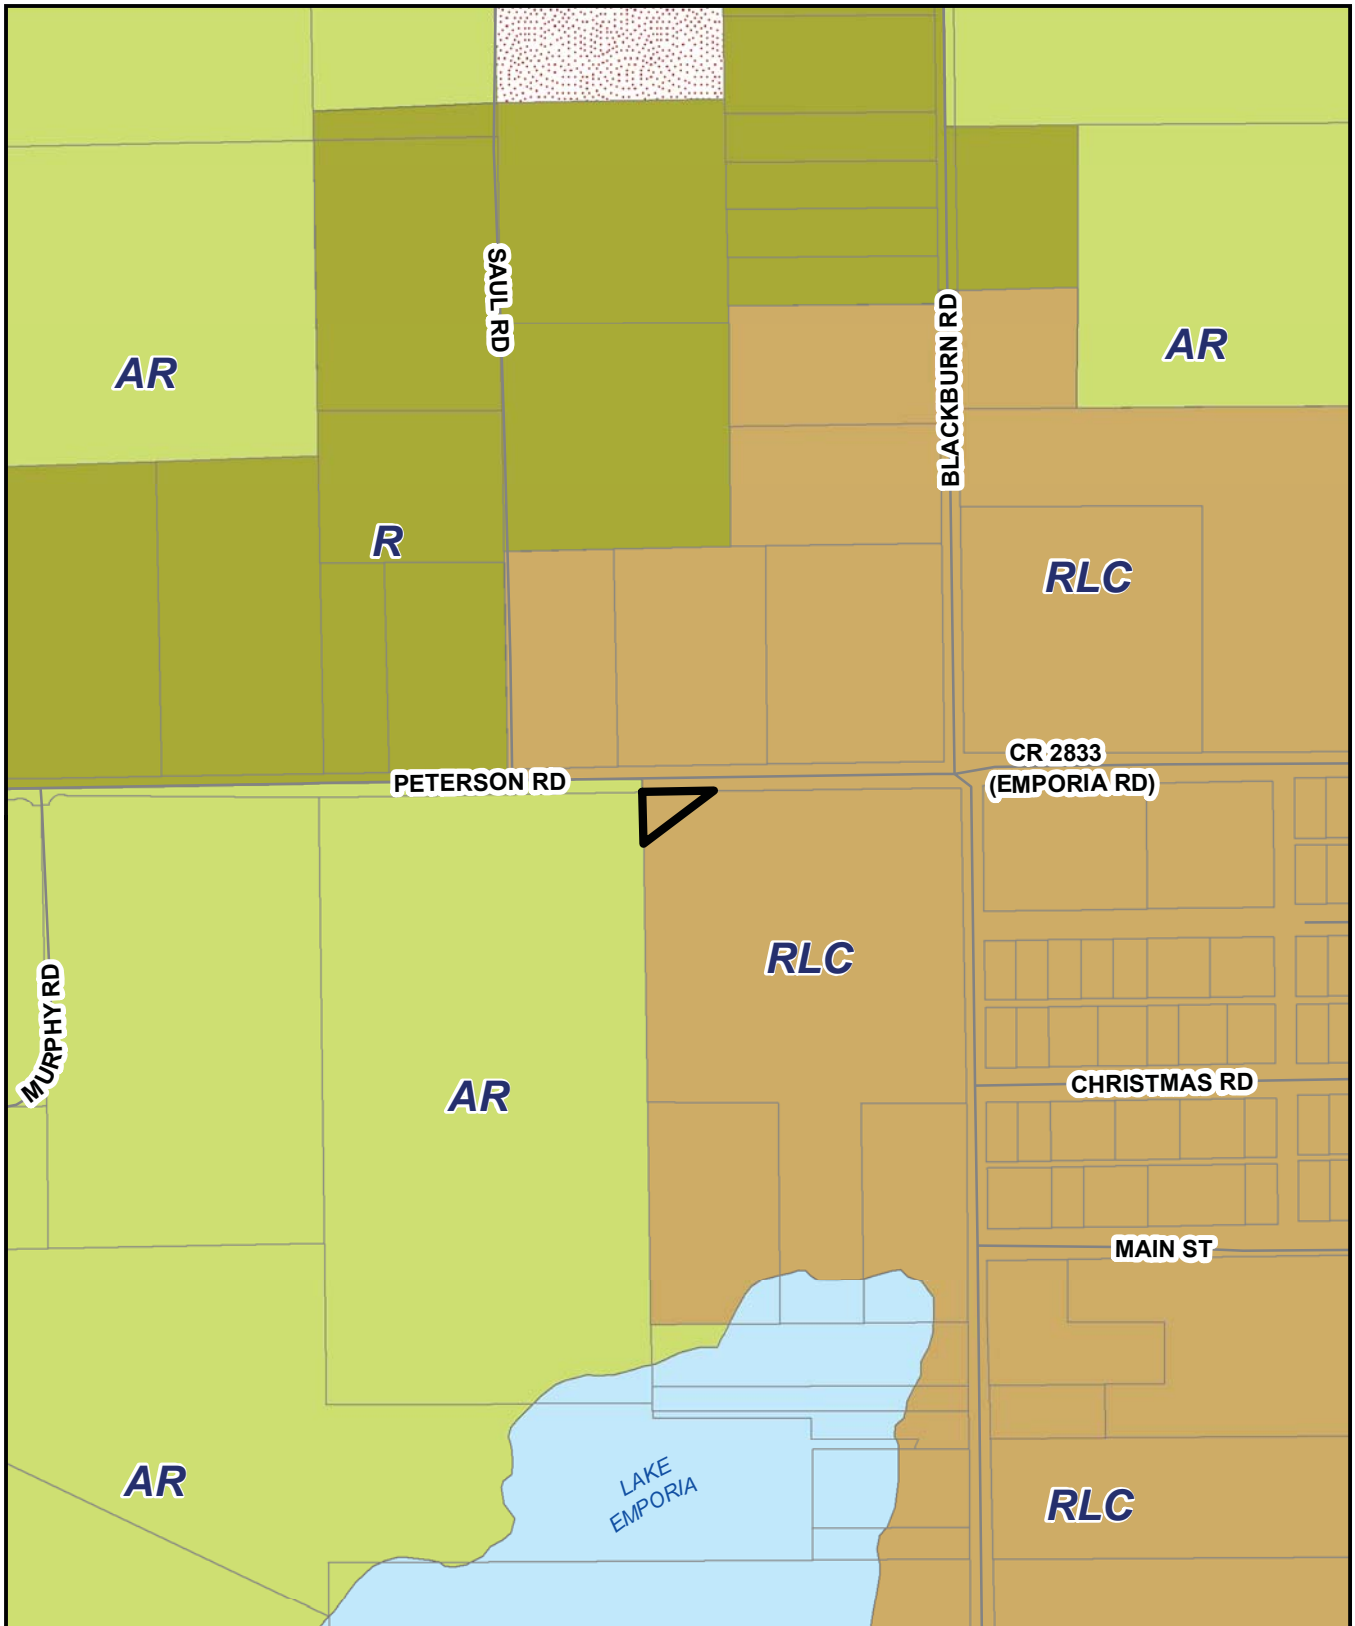 SAUL RD
BLACKBURN RD
AR
AR
R
RLC
CR 2833
(EMPORIA RD)
PETERSON RD
RLC
MURPHY RD
AR
CHRISTMAS RD
MAIN ST
AR
LAKE
EMPORIA
RLC